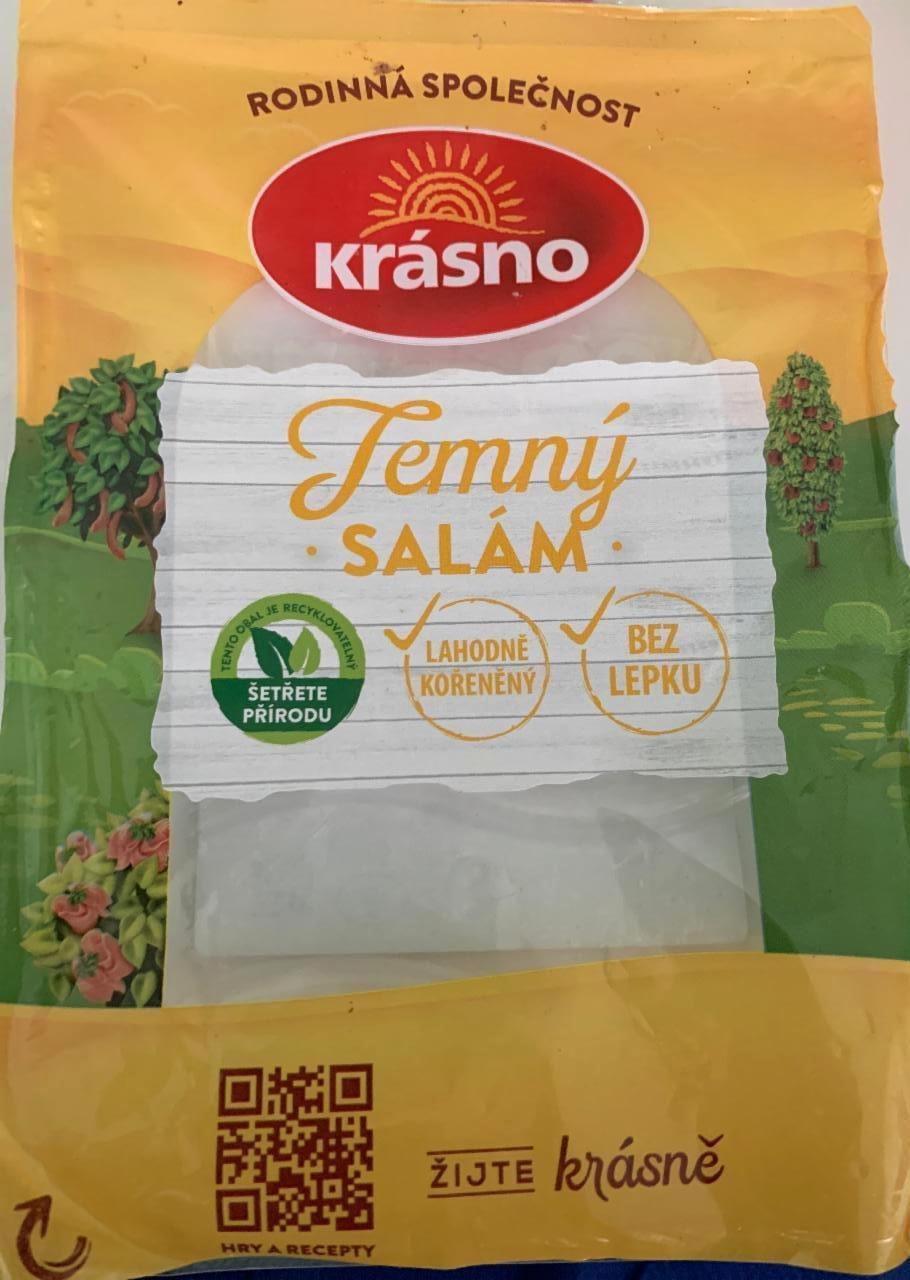 RODINNÁ SPOLEČNOST
krásno
Temný
· SALÁM ·
TENTO OBAL JE RECYKLOVATELNÝ
ŠETŘETE
PŘÍRODU
LAHODNĚ
KOŘENĚNÝ
BEZ
LEPKU
ŽIJTE krásně
HRY A RECEPTY